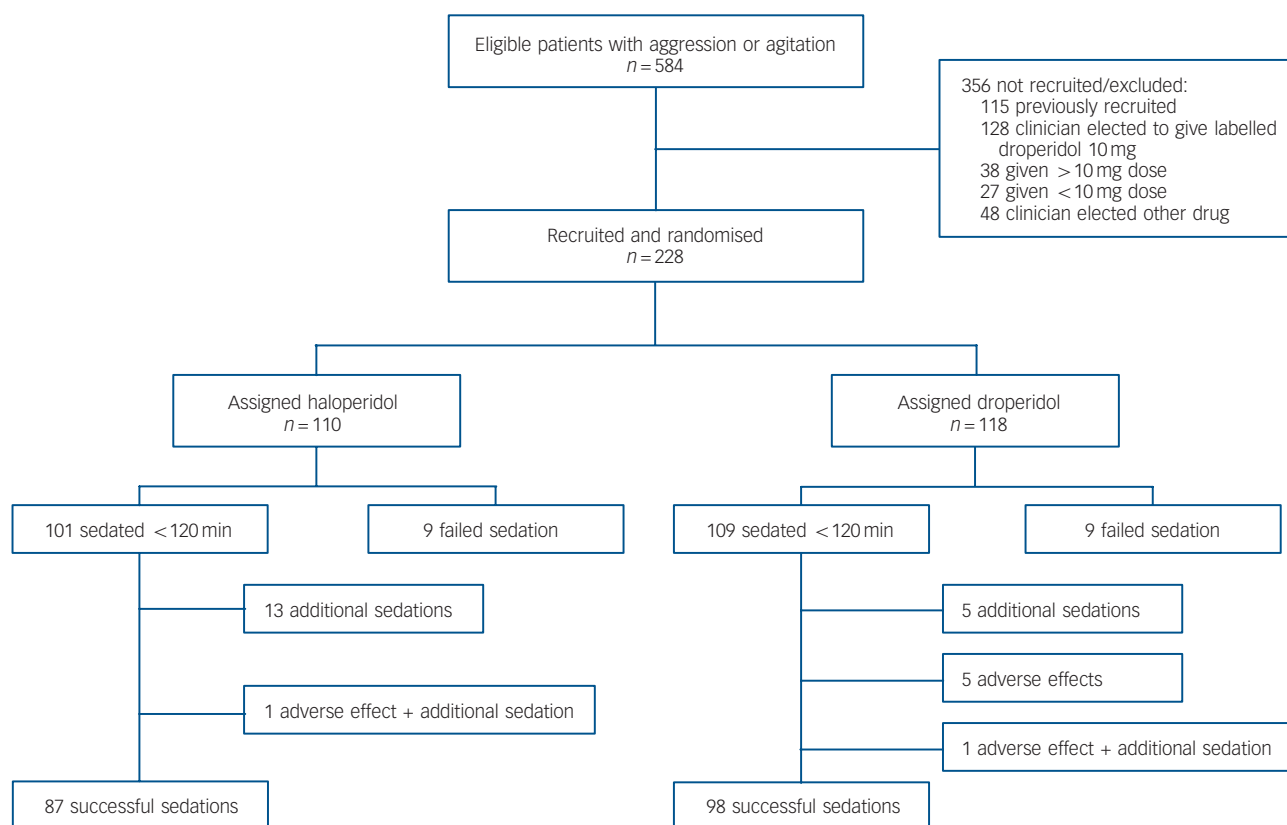 Eligible patients with aggression or agitation
n = 584
356 not recruited/excluded:
115 previously recruited
128 clinician elected to give labelled
droperidol 10 mg
38 given > 10 mg dose
27 given < 10 mg dose
48 clinician elected other drug
Recruited and randomised
n = 228
Assigned haloperidol
n = 110
Assigned droperidol
n = 118
101 sedated < 120 min
9 failed sedation
109 sedated < 120 min
9 failed sedation
13 additional sedations
1 adverse effect + additional sedation
87 successful sedations
5 additional sedations
5 adverse effects
1 adverse effect + additional sedation
98 successful sedations